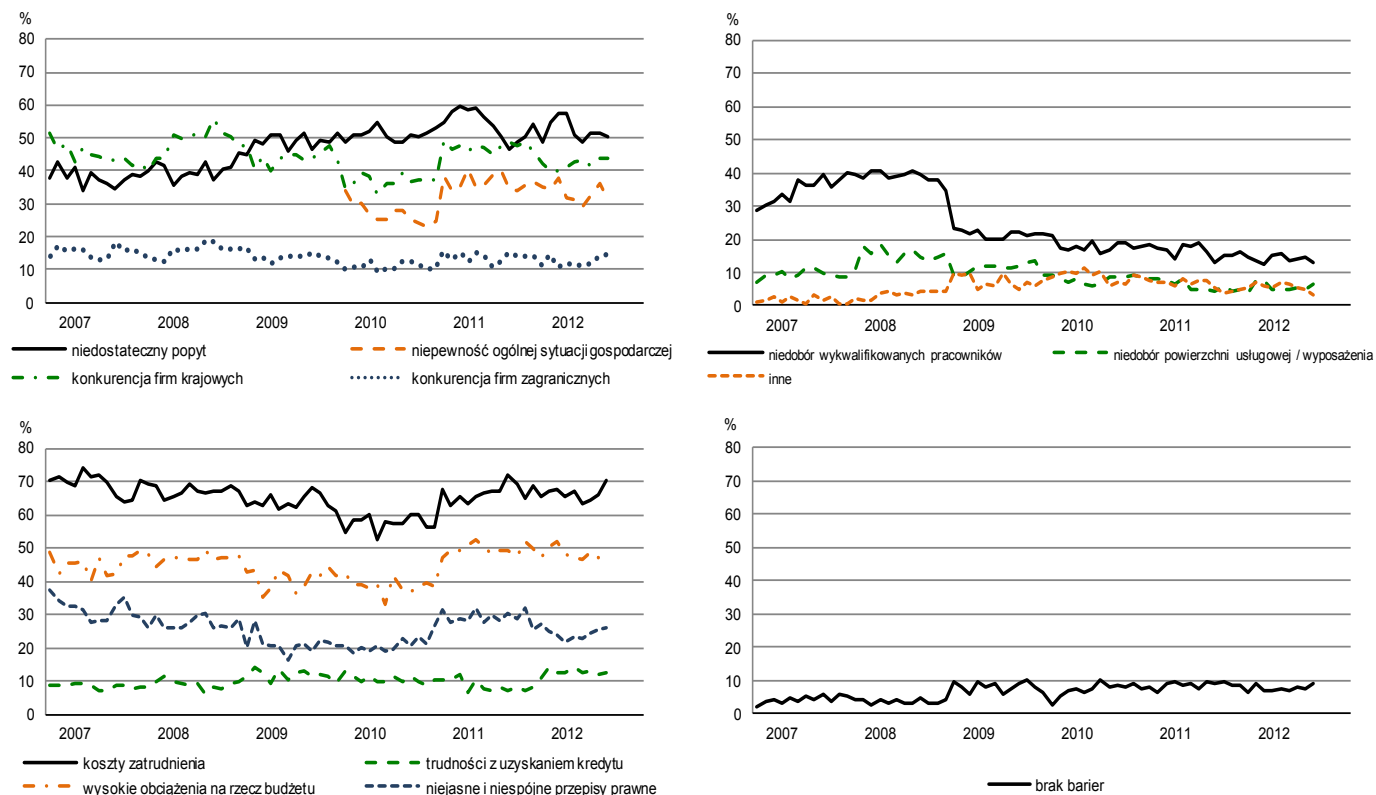 %
80
70
60
50
40
30
20
10
0
2007 2008 2009 2010 2011 2012
niedostateczny popyt
niepewność ogólnej sytuacji gospodarczej
konkurencja firm krajowych
konkurencja firm zagranicznych
%
80
70
60
50
40
30
20
10
0
2007 2008 2009 2010 2011 2012
niedobór wykwalifikowanych pracowników
niedobór powierzchni usługowej / wyposażenia
inne
%
80
70
60
50
40
30
20
10
0
2007 2008 2009 2010 2011 2012
koszty zatrudnienia
trudności z uzyskaniem kredytu
wysokie obciążenia na rzecz budżetu
niejasne i niespójne przepisy prawne
%
80
70
60
50
40
30
20
10
0
2007 2008 2009 2010 2011 2012
brak barier